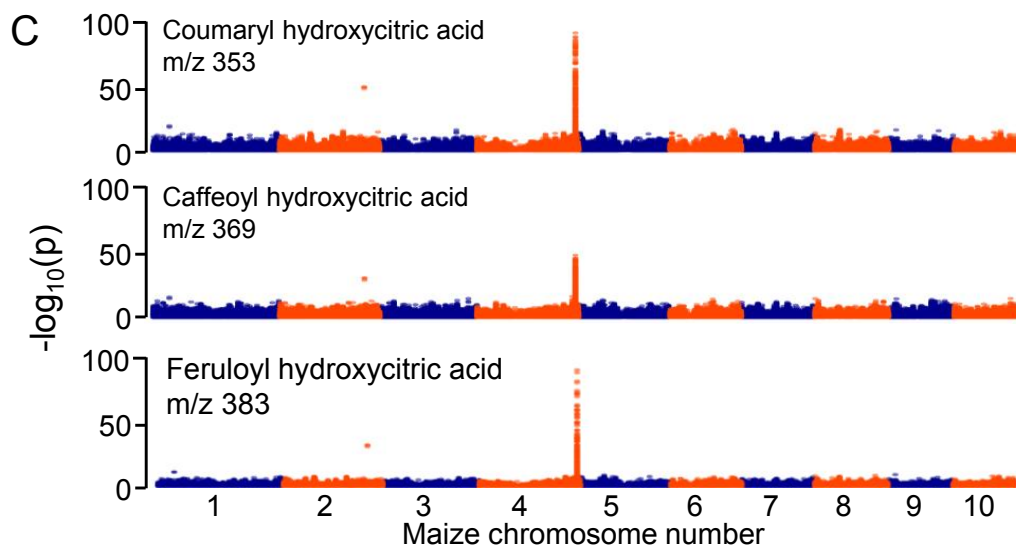 C
100
50
0
Coumaryl hydroxycitric acid
m/z 353
100
50
0
Caffeoyl hydroxycitric acid
m/z 369
-log10(p)
100
50
0
Feruloyl hydroxycitric acid
m/z 383
1 2 3 4 5 6 7 8 9 10
Maize chromosome number